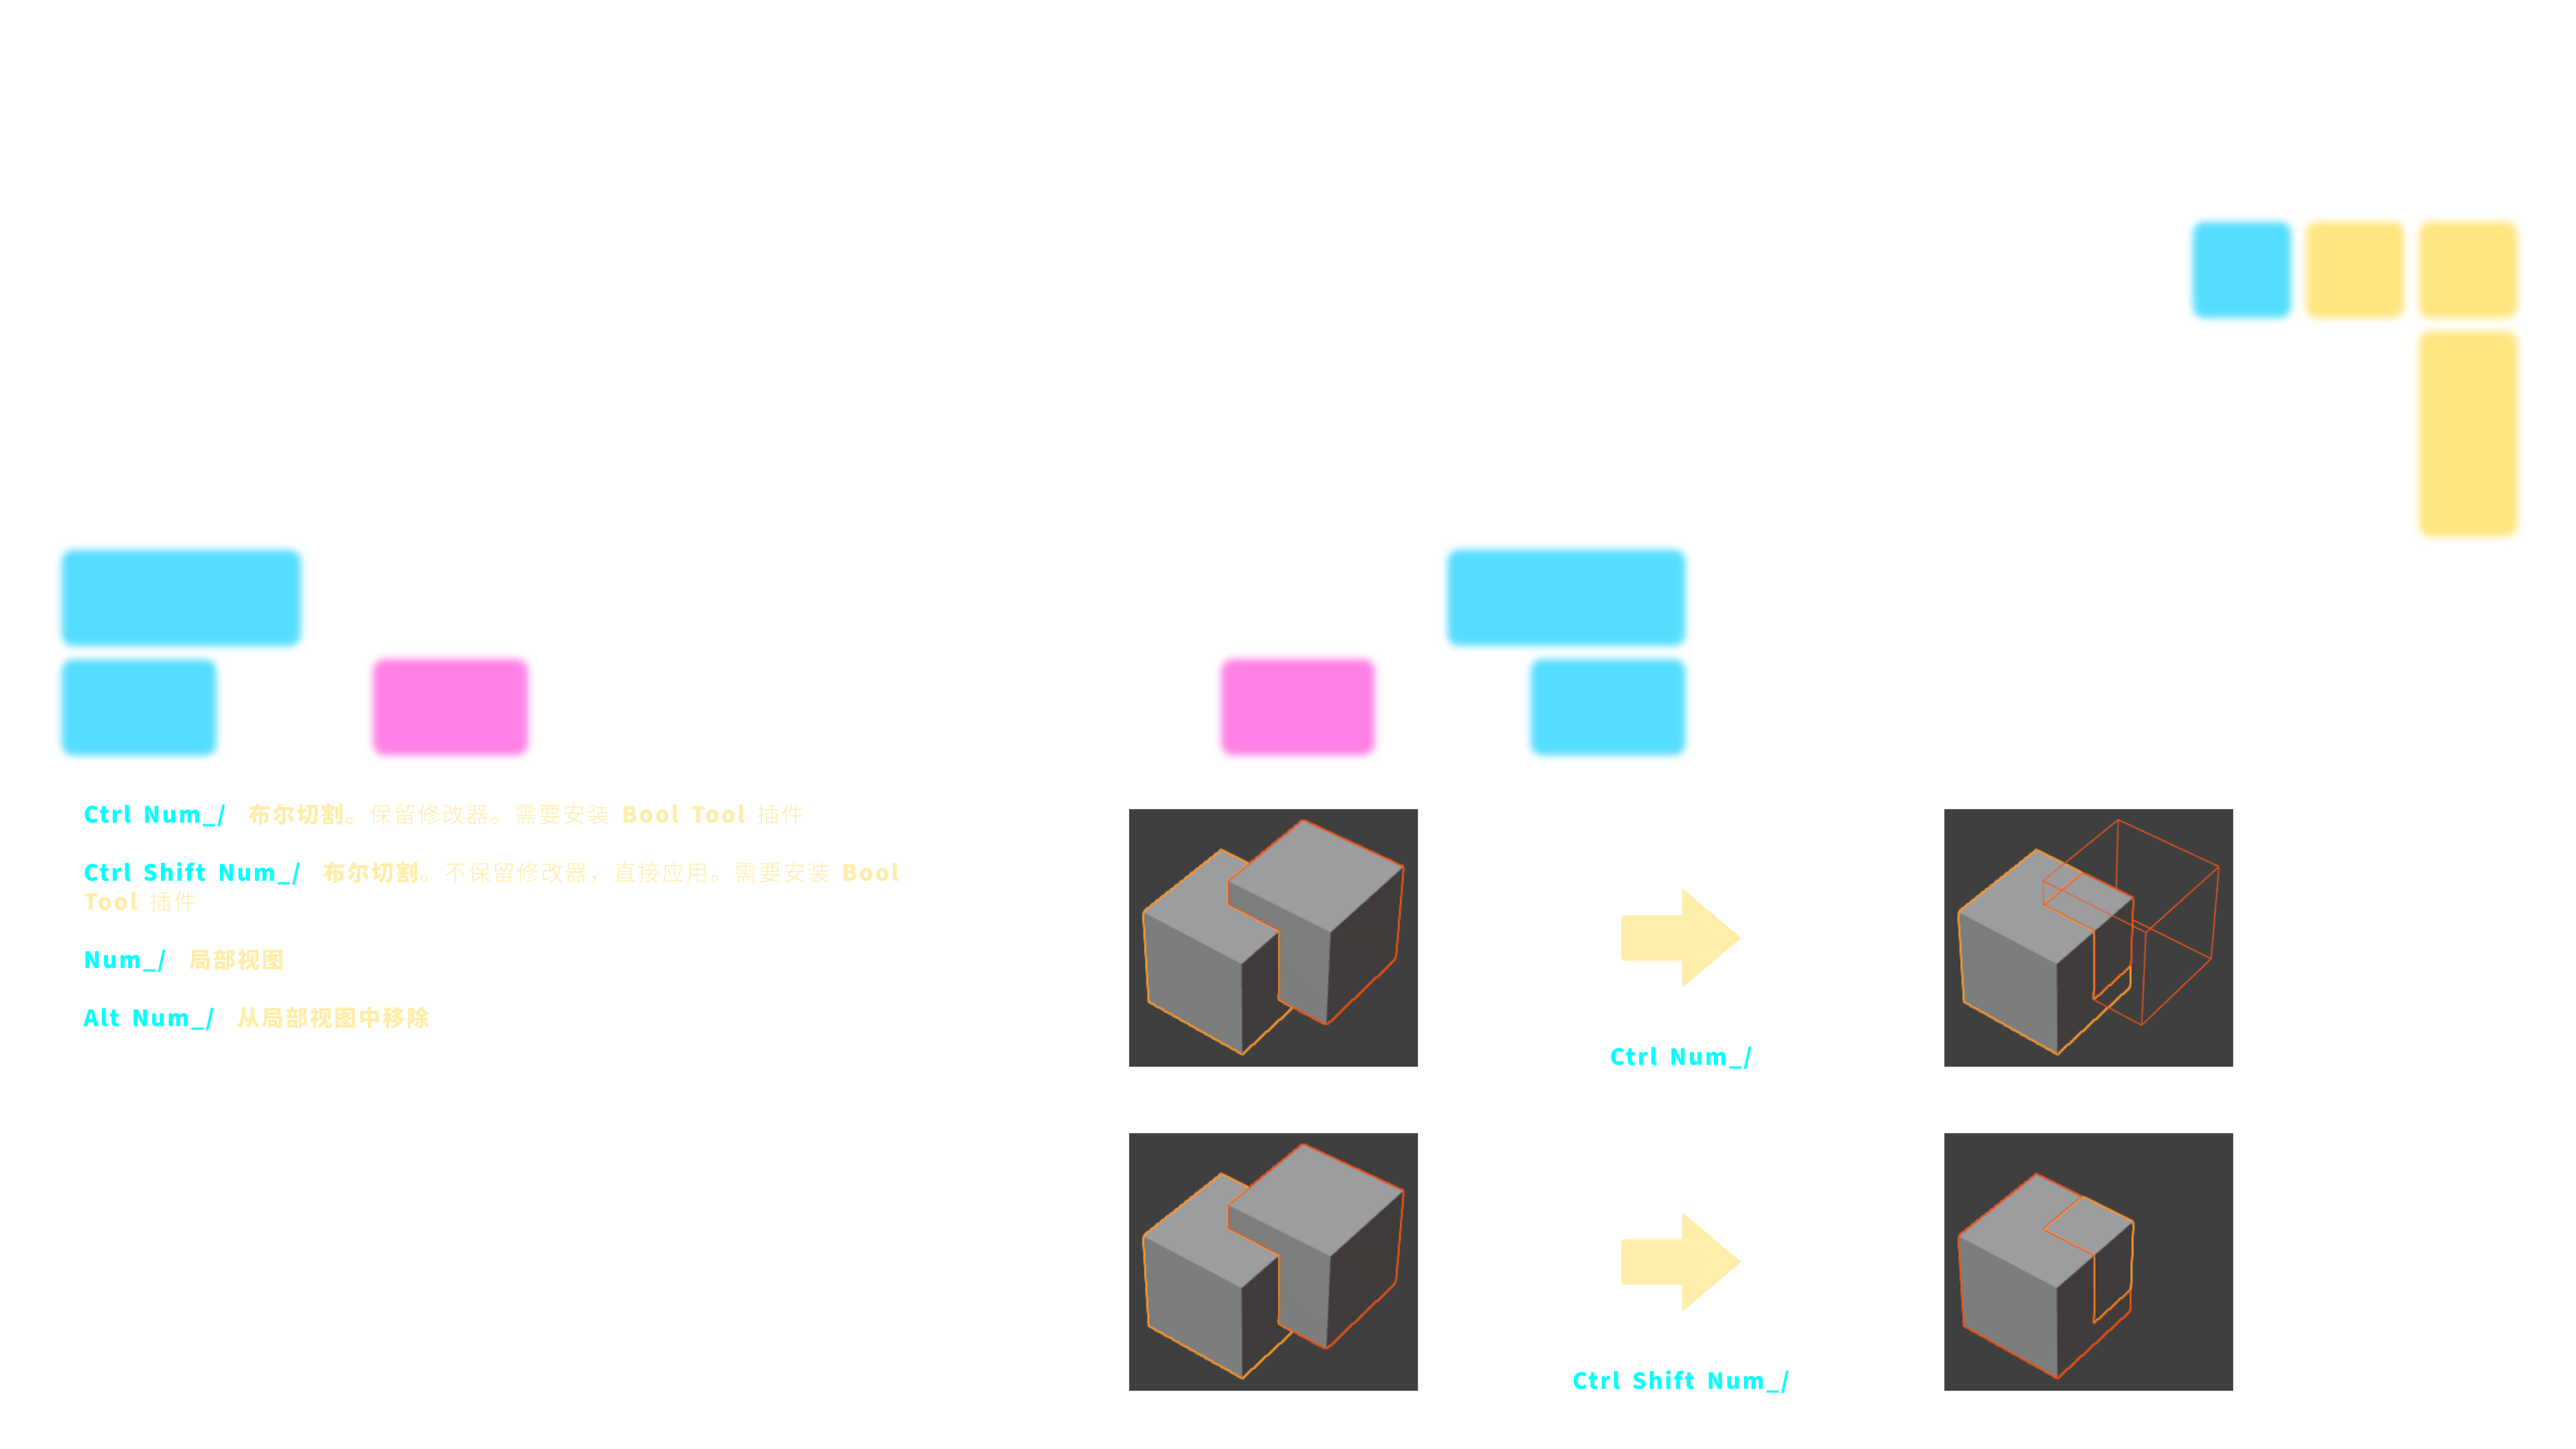 Ctrl Num_/ 布尔切割。保留修改器。需要安装 Bool Tool 插件
Ctrl Shift Num_/ 布尔切割。不保留修改器，直接应用。需要安装 Bool
Tool 插件
Num_/ 局部视图
Alt Num_/ 从局部视图中移除
Ctrl Num_/
Ctrl Shift Num_/